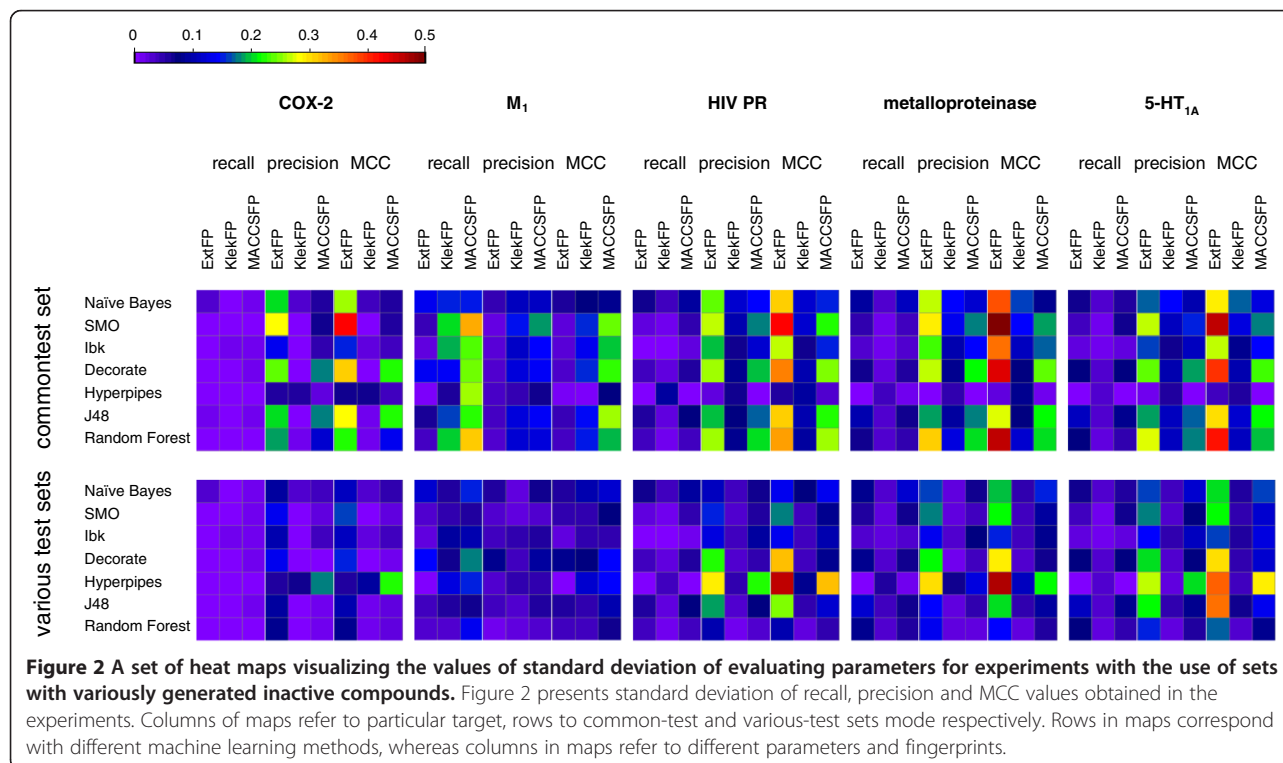 0 0.1 0.2 0.3 0.4 0.5
COX-2 M1 HIV PR metalloproteinase 5-HT1A
recall precision MCC recall precision MCC recall precision MCC recall precision MCC recall precision MCC
ExtFP KlekFP MACCSFP ExtFP KlekFP MACCSFP ExtFP KlekFP MACCSFP ExtFP KlekFP MACCSFP ExtFP KlekFP MACCSFP ExtFP KlekFP MACCSFP ExtFP KlekFP MACCSFP ExtFP KlekFP MACCSFP ExtFP KlekFP MACCSFP ExtFP KlekFP MACCSFP ExtFP KlekFP MACCSFP ExtFP KlekFP MACCSFP ExtFP KlekFP MACCSFP ExtFP KlekFP MACCSFP ExtFP KlekFP MACCSFP
commontest set
Naïve Bayes
SMO
Ibk
Decorate
Hyperpipes
J48
Random Forest
various test sets
Naïve Bayes
SMO
Ibk
Decorate
Hyperpipes
J48
Random Forest
Figure 2 A set of heat maps visualizing the values of standard deviation of evaluating parameters for experiments with the use of sets
with variously generated inactive compounds. Figure 2 presents standard deviation of recall, precision and MCC values obtained in the
experiments. Columns of maps refer to particular target, rows to common-test and various-test sets mode respectively. Rows in maps correspond
with different machine learning methods, whereas columns in maps refer to different parameters and fingerprints.